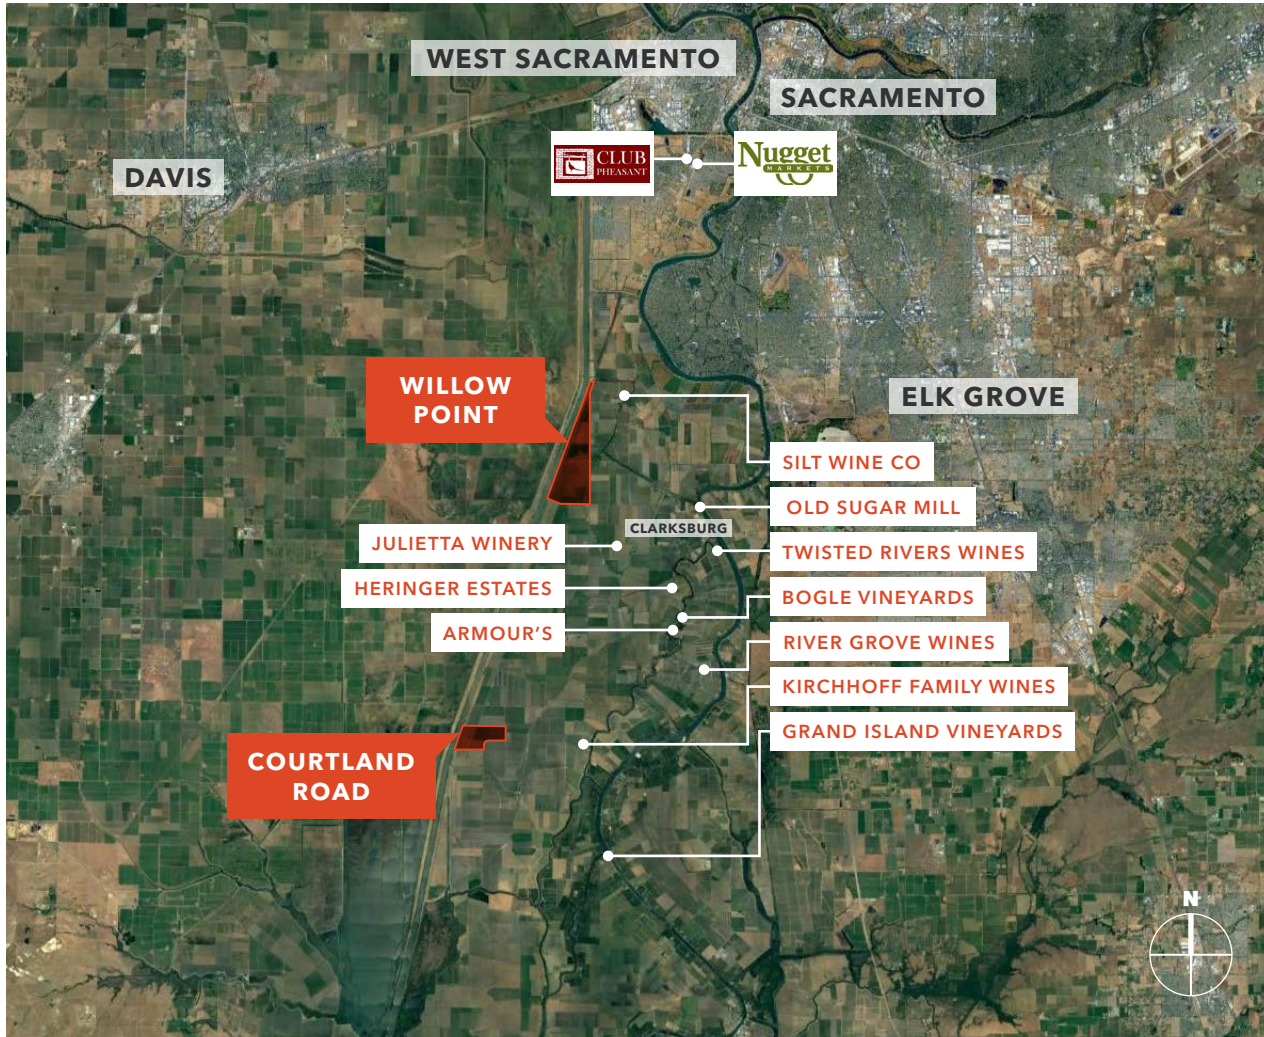 WEST SACRAMENTO
SACRAMENTO
CLUB
PHEASANT
Nugget
MARKETS
DAVIS
WILLOW
POINT
ELK GROVE
SILT WINE CO
OLD SUGAR MILL
CLARKSBURG
JULIETTA WINERY
TWISTED RIVERS WINES
HERINGER ESTATES
BOGLE VINEYARDS
ARMOUR'S
RIVER GROVE WINES
KIRCHHOFF FAMILY WINES
GRAND ISLAND VINEYARDS
COURTLAND
ROAD
N